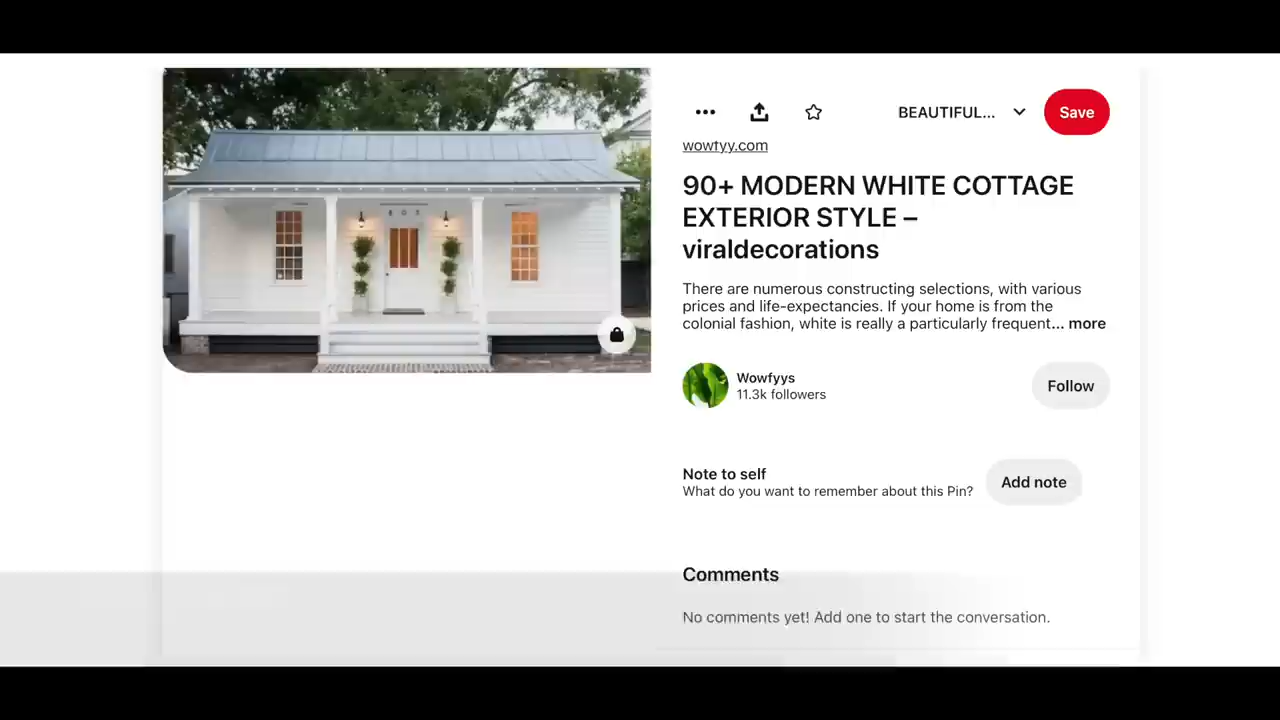 BEAUTIFUL...
Save
wowfyy.com
90+ MODERN WHITE COTTAGE
EXTERIOR STYLE –
viraldecorations
There are numerous constructing selections, with various
prices and life-expectancies. If your home is from the
colonial fashion, white is really a particularly frequent... more
Wowfyys
11.3k followers
Follow
Note to self
What do you want to remember about this Pin?
Add note
Comments
No comments yet! Add one to start the conversation.